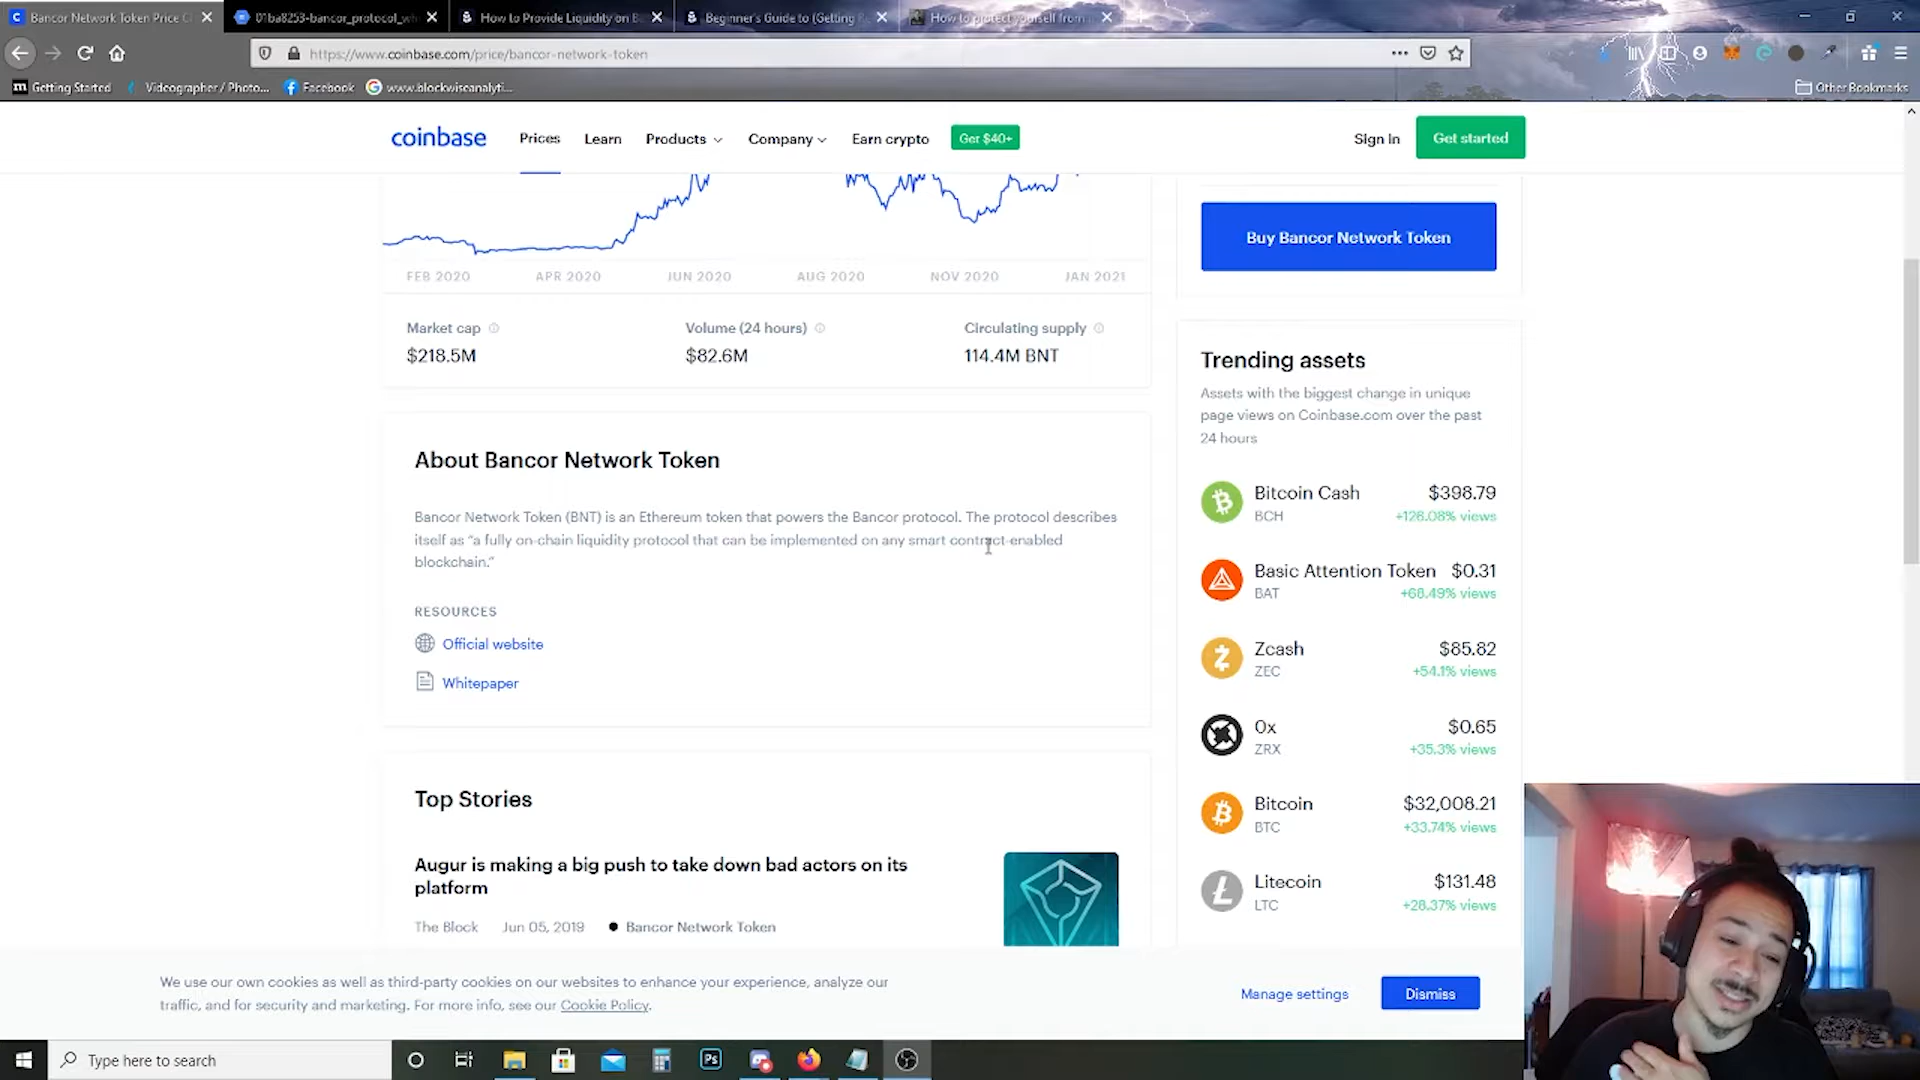 Bancor Network Token Price C
01ba8253-bancor_protocol_wh
How to Provide Liquidity on B
Beginner's Guide to (Getting R
How to protect yourself from
https://www.coinbase.com/price/bancor-network-token
Getting Started
Videographer / Photo...
Facebook
www.blockwiseanalyti...
Other Bookmarks
coinbase
Prices
Learn
Products
Company
Earn crypto
Get $40+
Sign In
Get started
FEB 2020
APR 2020
JUN 2020
AUG 2020
NOV 2020
JAN 2021
Market cap
$218.5M
Volume (24 hours)
$82.6M
Circulating supply
114.4M BNT
Buy Bancor Network Token
About Bancor Network Token
Bancor Network Token (BNT) is an Ethereum token that powers the Bancor protocol. The protocol describes
itself as “a fully on-chain liquidity protocol that can be implemented on any smart contract-enabled
blockchain.”
RESOURCES
Official website
Whitepaper
Top Stories
Augur is making a big push to take down bad actors on its
platform
The Block
Jun 05, 2019
Bancor Network Token
Trending assets
Assets with the biggest change in unique
page views on Coinbase.com over the past
24 hours
Bitcoin Cash $398.79
BCH +126.08% views
Basic Attention Token $0.31
BAT +68.49% views
Zcash $85.82
ZEC +54.1% views
0x $0.65
ZRX +35.3% views
Bitcoin $32,008.21
BTC +33.74% views
Litecoin $131.48
LTC +28.37% views
We use our own cookies as well as third-party cookies on our websites to enhance your experience, analyze our
traffic, and for security and marketing. For more info, see our Cookie Policy.
Manage settings
Dismiss
Type here to search
Ps